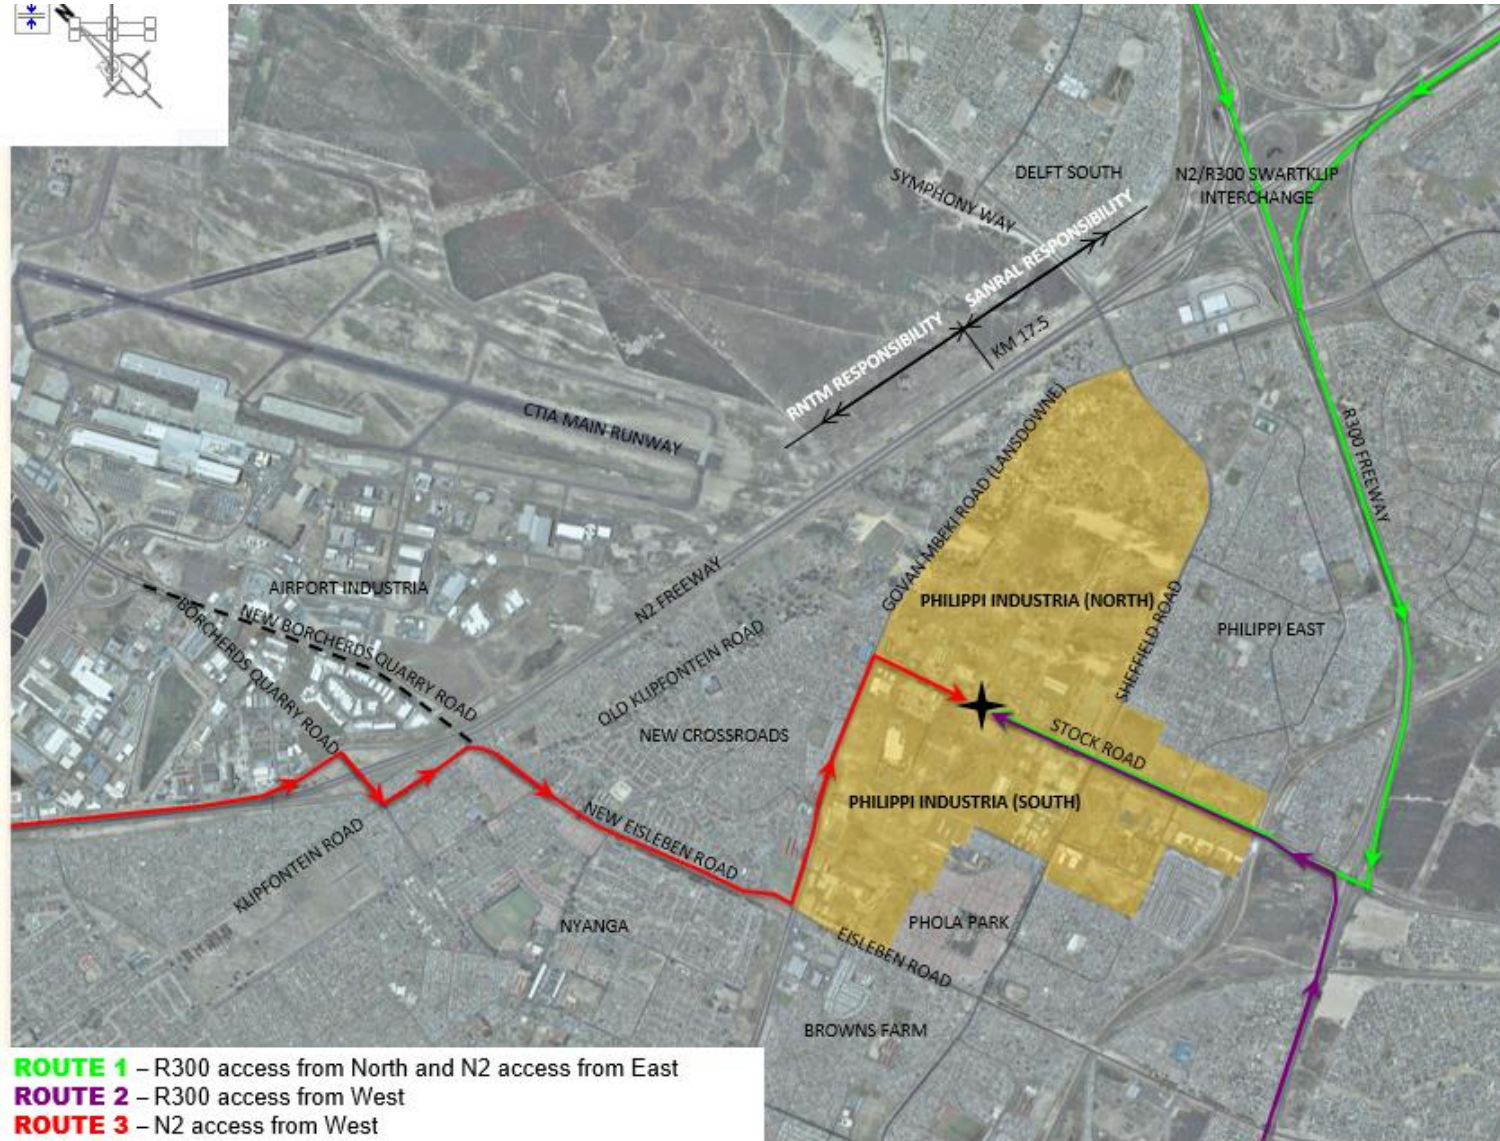 N
DELFT SOUTH
N2/R300 SWARTKLIP
INTERCHANGE
SYMPHONY WAY
SANRAL RESPONSIBILITY
RNTM RESPONSIBILITY
KM 17.5
CTIA MAIN RUNWAY
GOVAN MBEKI ROAD (LANSDOWNE)
R300 FREEWAY
AIRPORT INDUSTRIA
N2 FREEWAY
BORCHERDS QUARRY ROAD
NEW BORCHERDS QUARRY ROAD
OLD KLIPFONTEIN ROAD
PHILIPPI INDUSTRIA (NORTH)
SHEFFIELD ROAD
PHILIPPI EAST
NEW CROSSROADS
STOCK ROAD
PHILIPPI INDUSTRIA (SOUTH)
KLIPFONTEIN ROAD
NEW EISLEBEN ROAD
NYANGA
PHOLA PARK
EISLEBEN ROAD
BROWNS FARM
ROUTE 1 – R300 access from North and N2 access from East
ROUTE 2 – R300 access from West
ROUTE 3 – N2 access from West